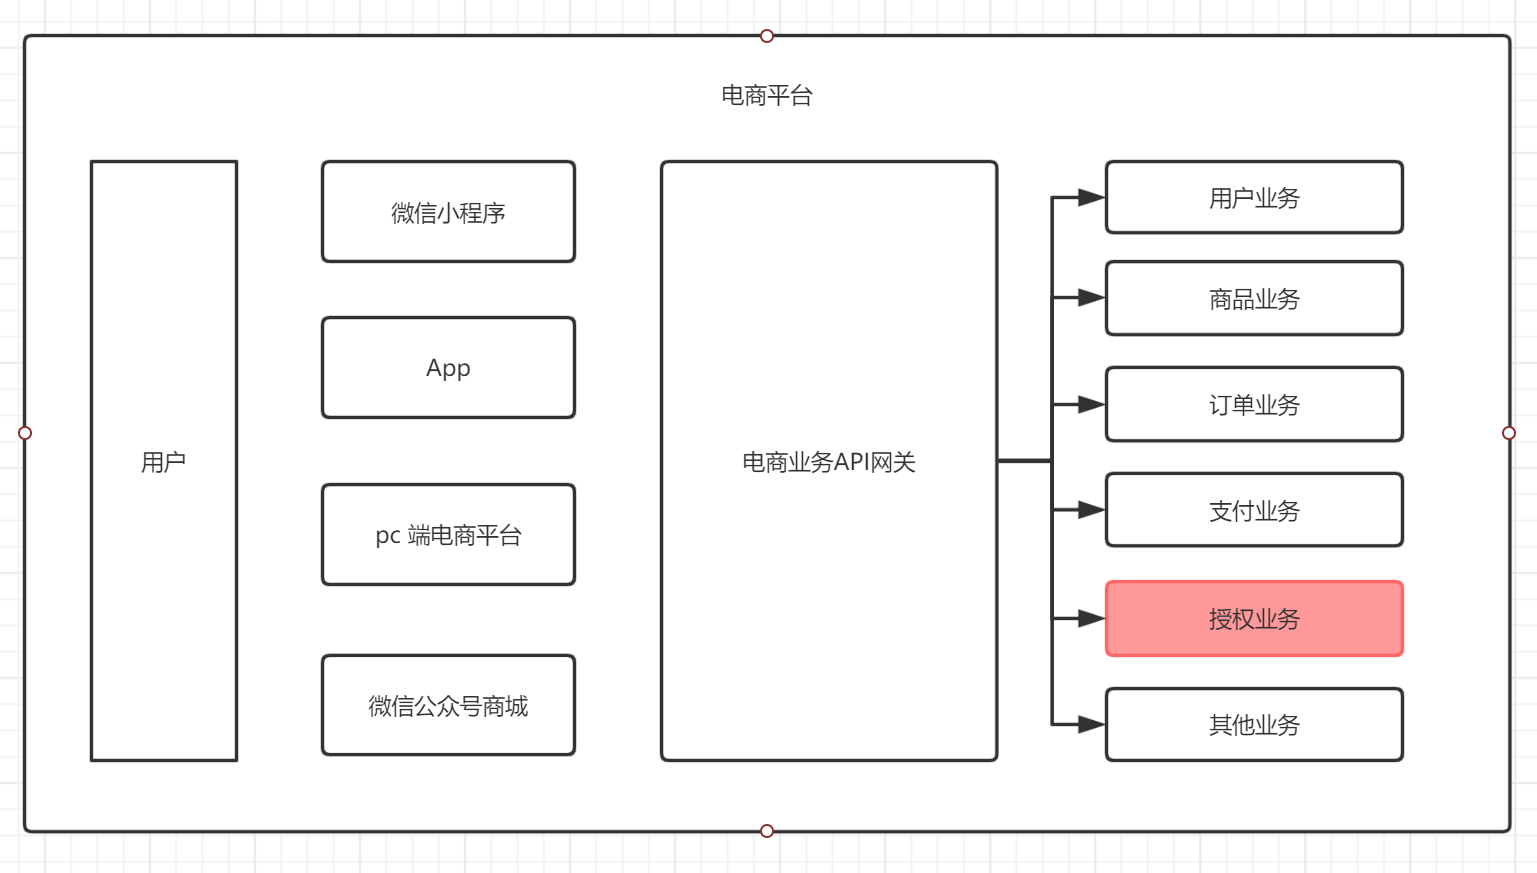 电商平台
用户
微信小程序
App
pc 端电商平台
微信公众号商城
电商业务API网关
用户业务
商品业务
订单业务
支付业务
授权业务
其他业务